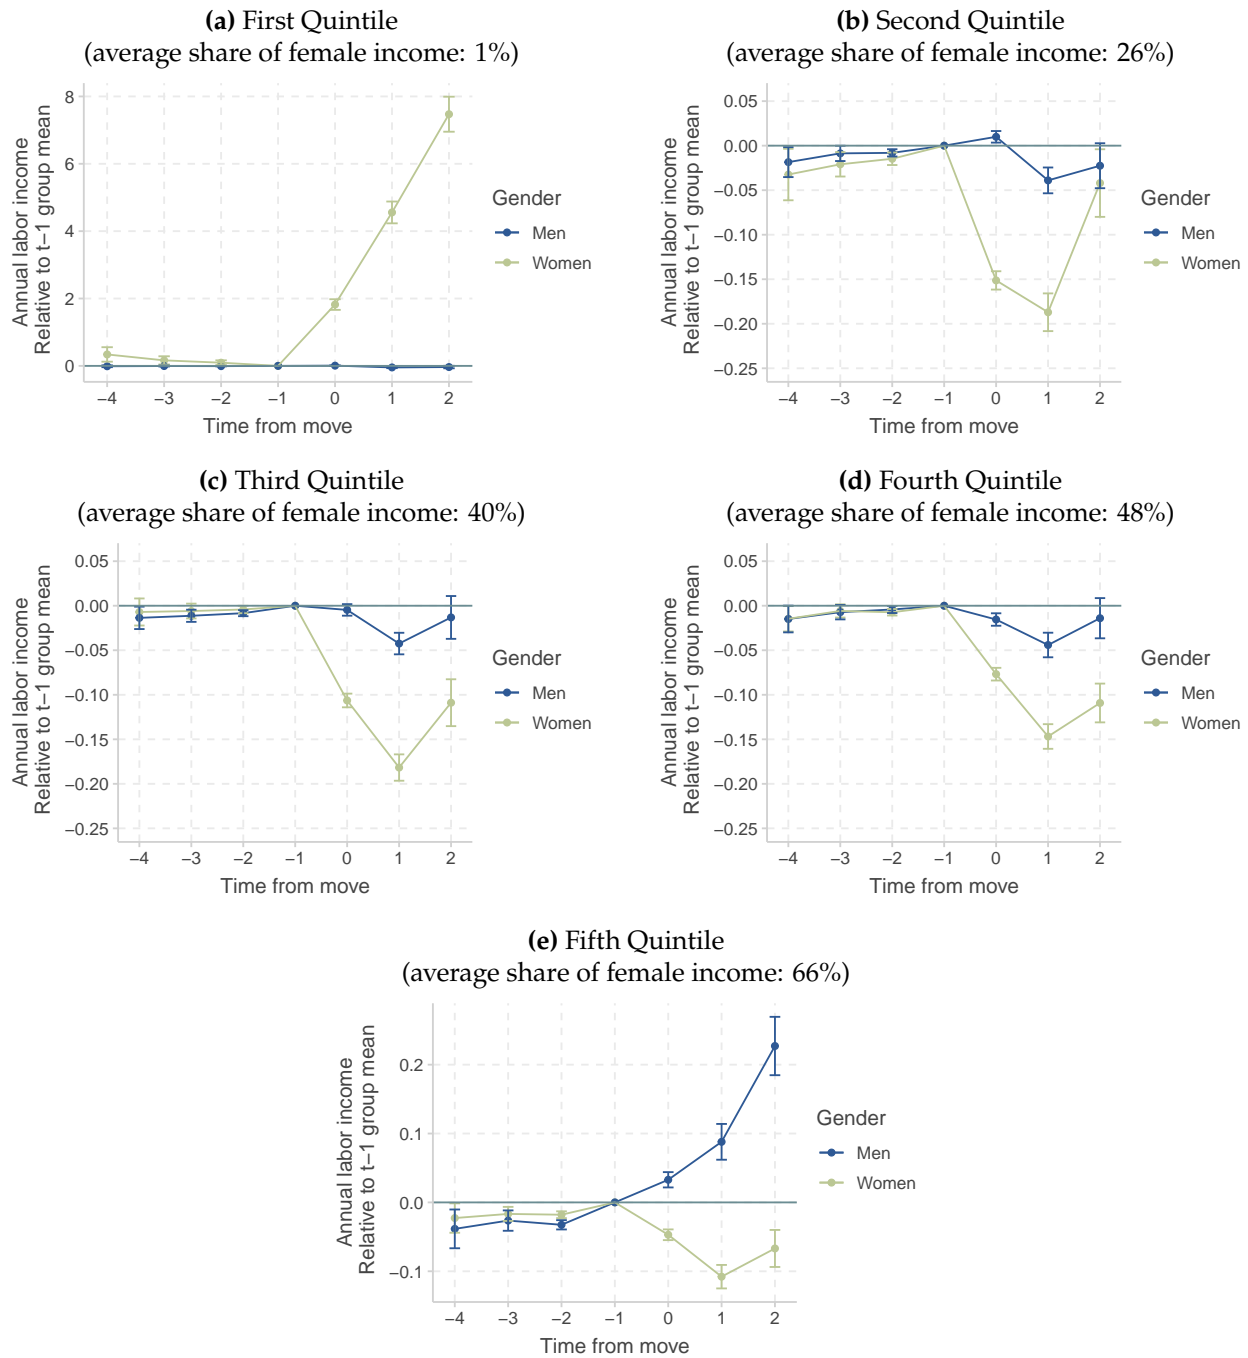 (a) First Quintile
(average share of female income: 1%)
Annual labor income
Relative to t−1 group mean
8
6
4
2
0
−4 −3 −2 −1 0 1 2
Time from move
Gender
Men
Women
(b) Second Quintile
(average share of female income: 26%)
Annual labor income
Relative to t−1 group mean
0.05
0.00
−0.05
−0.10
−0.15
−0.20
−0.25
−4 −3 −2 −1 0 1 2
Time from move
Gender
Men
Women
(c) Third Quintile
(average share of female income: 40%)
Annual labor income
Relative to t−1 group mean
0.05
0.00
−0.05
−0.10
−0.15
−0.20
−0.25
−4 −3 −2 −1 0 1 2
Time from move
Gender
Men
Women
(d) Fourth Quintile
(average share of female income: 48%)
Annual labor income
Relative to t−1 group mean
0.05
0.00
−0.05
−0.10
−0.15
−0.20
−0.25
−4 −3 −2 −1 0 1 2
Time from move
Gender
Men
Women
(e) Fifth Quintile
(average share of female income: 66%)
Annual labor income
Relative to t−1 group mean
0.2
0.1
0.0
−0.1
−4 −3 −2 −1 0 1 2
Time from move
Gender
Men
Women